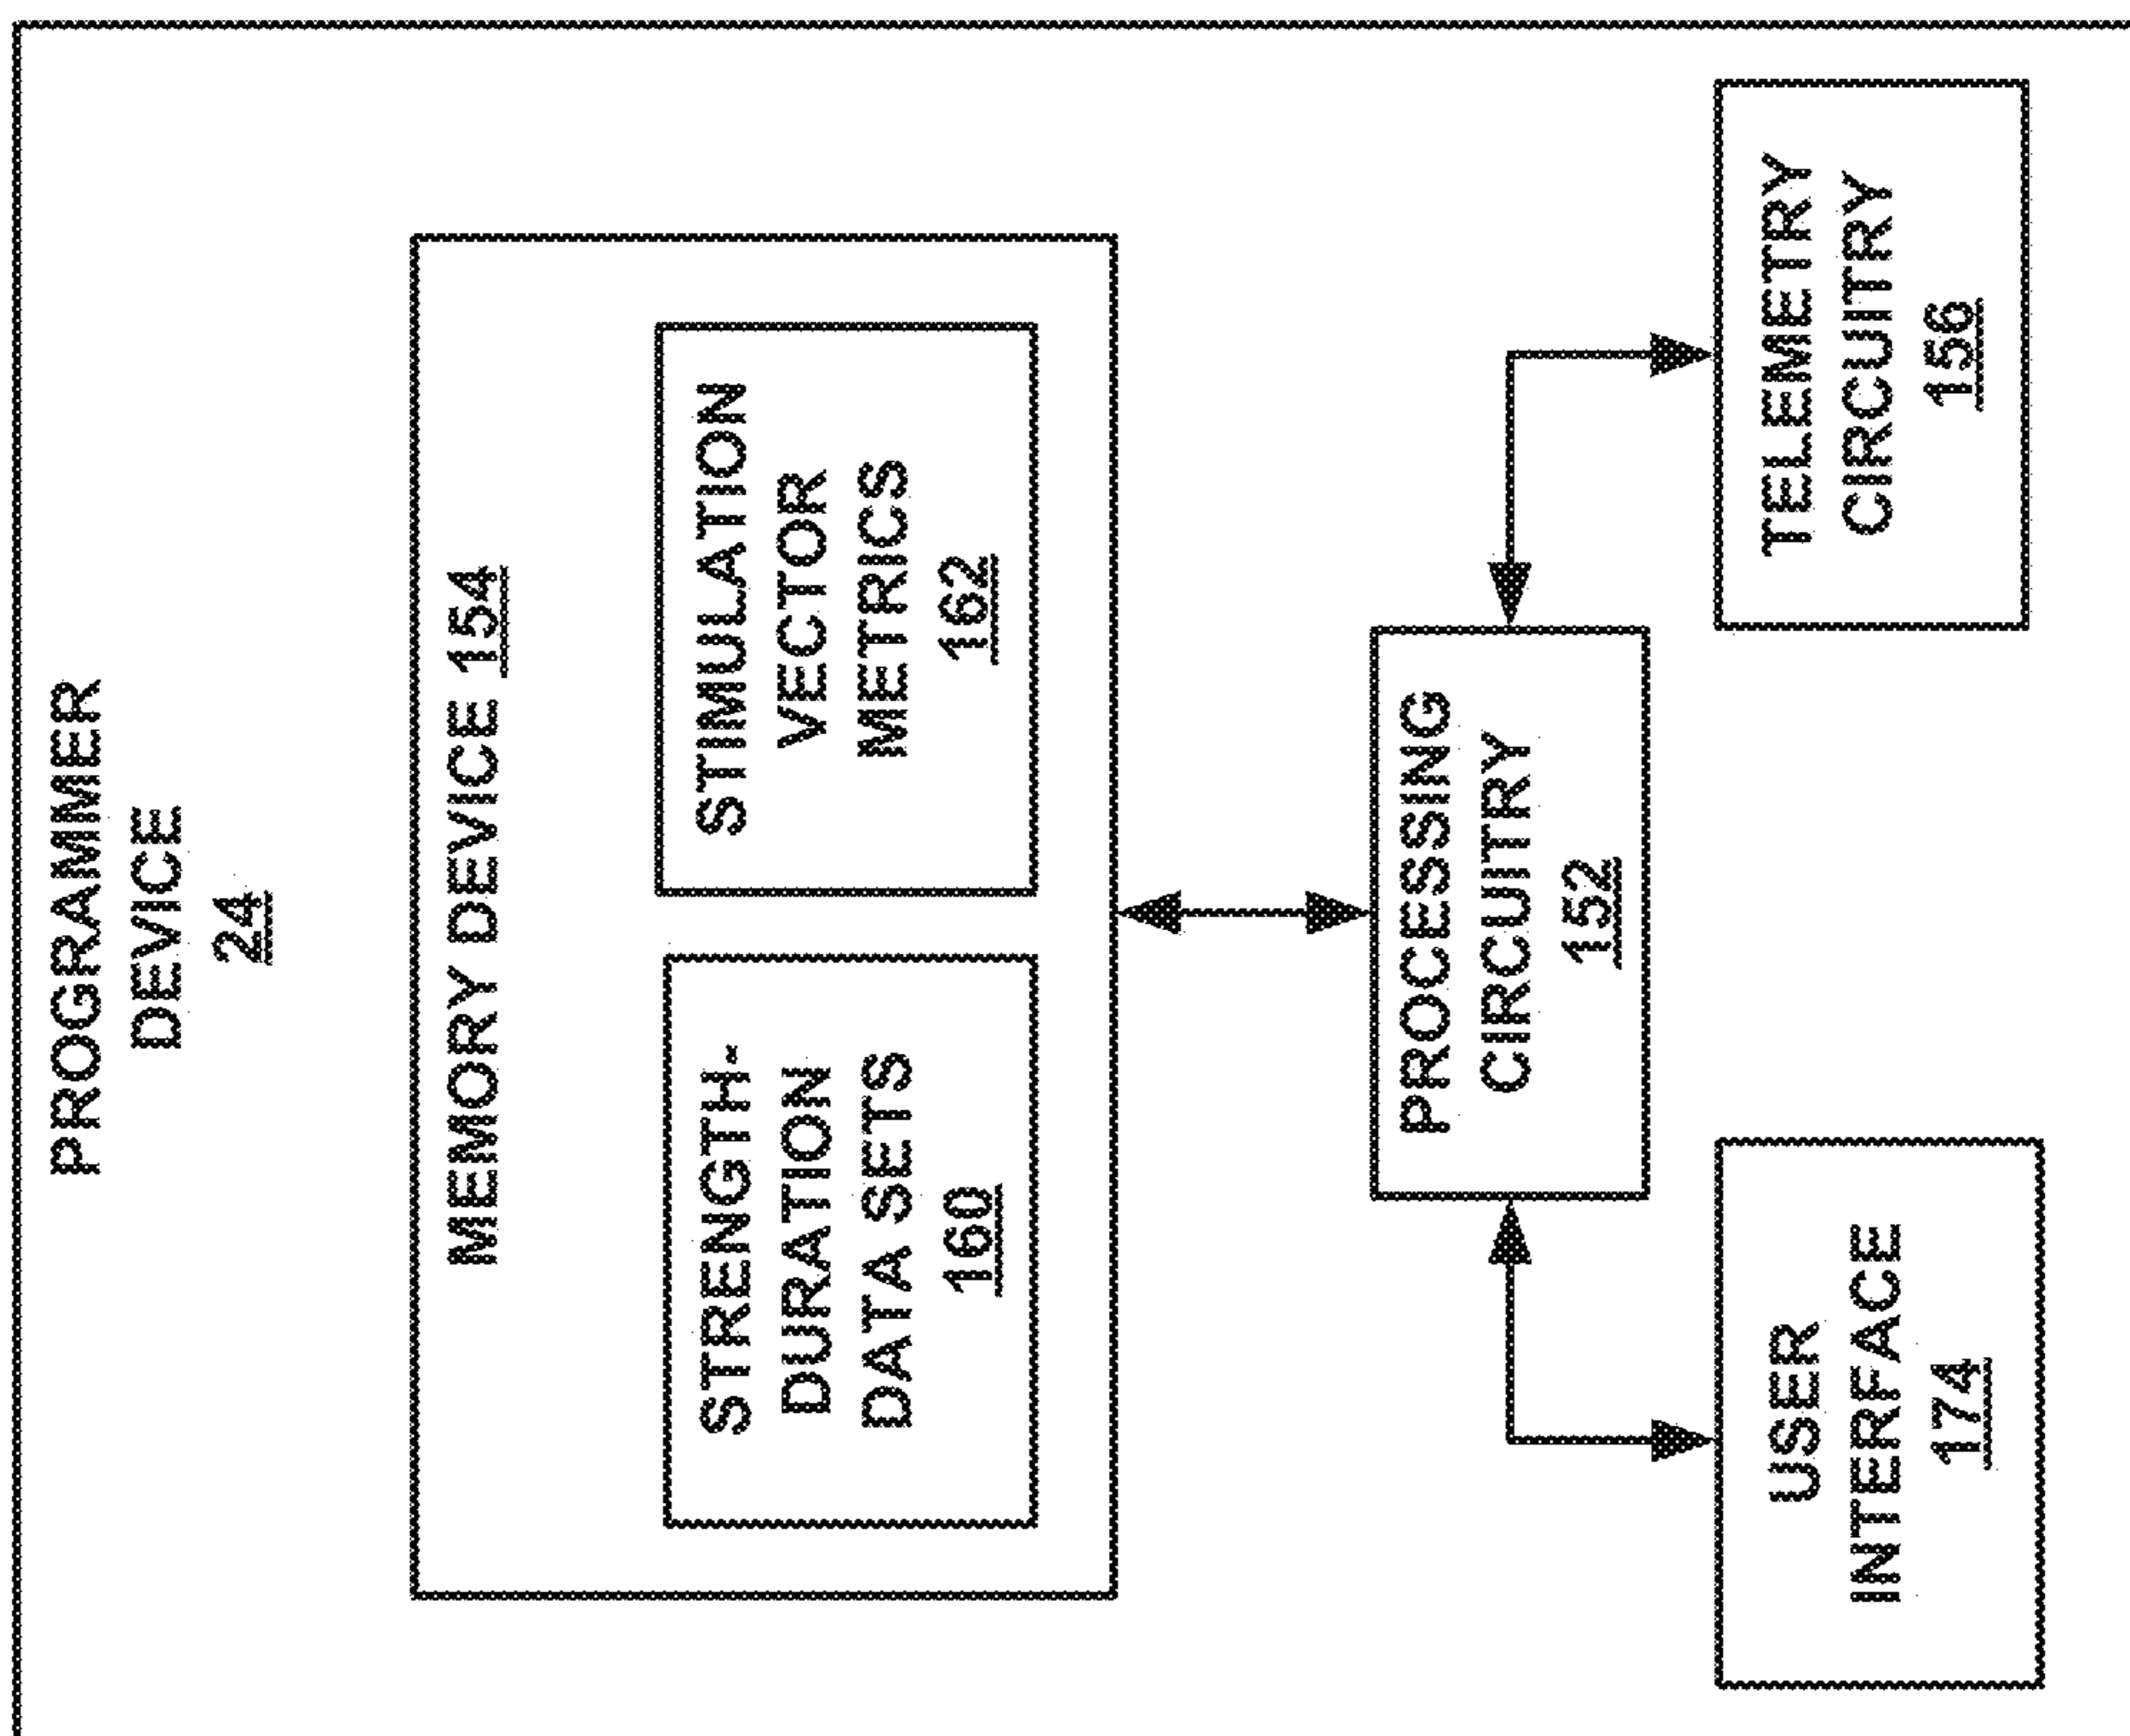 PROGRAMMER
DEVICE
24
MEMORY DEVICE 154
STRENGTH-
DURATION
DATA SETS
160
STIMULATION
VECTOR
METRICS
162
PROCESSING
CIRCUITRY
152
USER
INTERFACE
174
TELEMETRY
CIRCUITRY
156